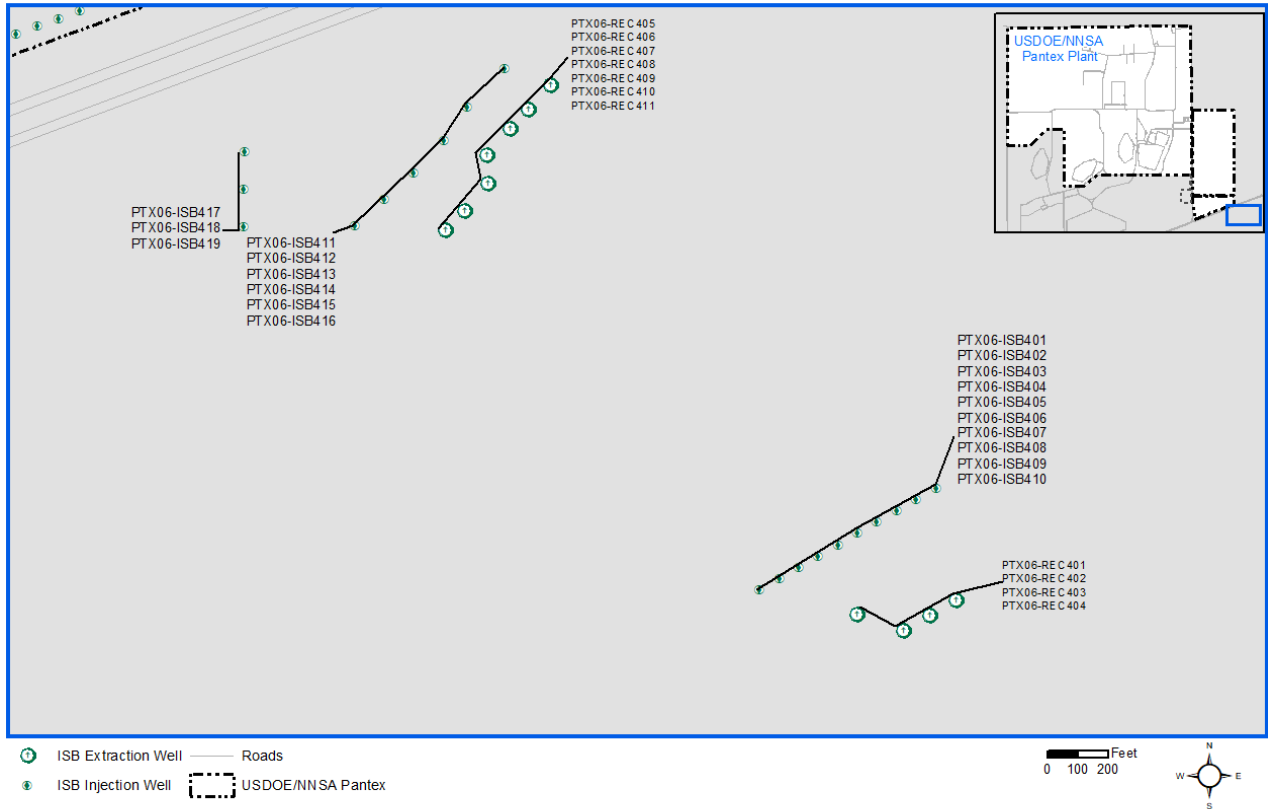 PTX06-REC405
PTX06-REC406
PTX06-REC407
PTX06-REC408
PTX06-REC409
PTX06-REC410
PTX06-REC411
USDOE/NNSA
Pantex Plant
PTX06-ISB417
PTX06-ISB418
PTX06-ISB419
PTX06-ISB411
PTX06-ISB412
PTX06-ISB413
PTX06-ISB414
PTX06-ISB415
PTX06-ISB416
PTX06-ISB401
PTX06-ISB402
PTX06-ISB403
PTX06-ISB404
PTX06-ISB405
PTX06-ISB406
PTX06-ISB407
PTX06-ISB408
PTX06-ISB409
PTX06-ISB410
PTX06-REC401
PTX06-REC402
PTX06-REC403
PTX06-REC404
ISB Extraction Well
Roads
ISB Injection Well
USDOE/NNSA Pantex
Feet
0 100 200
N
W E
S